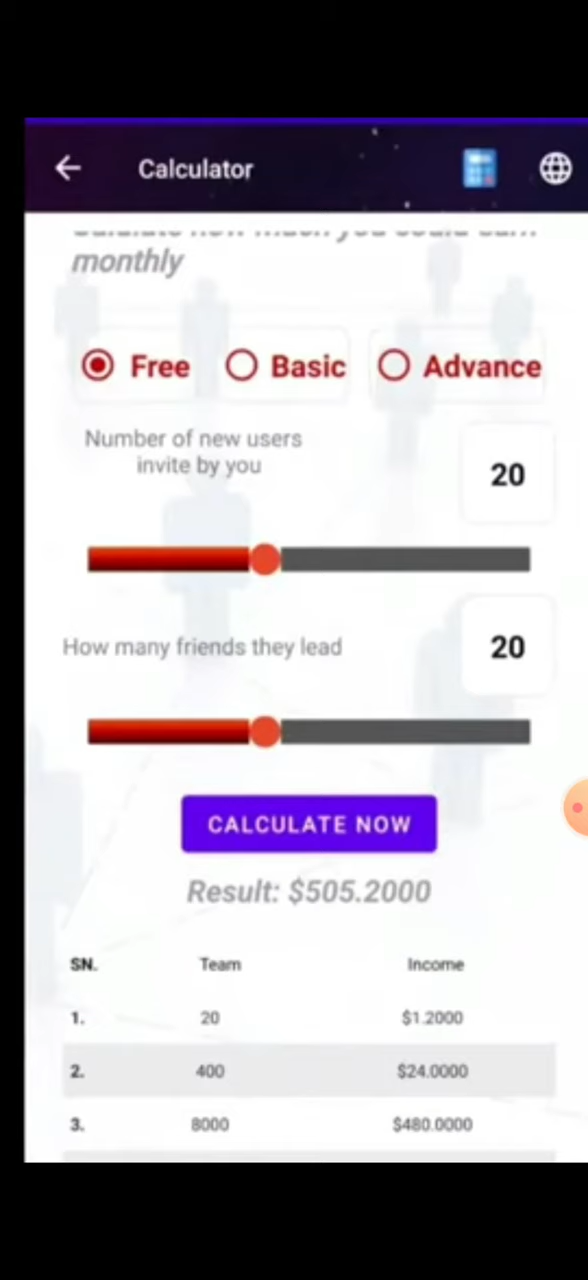 Calculator
monthly
Free Basic Advance
Number of new users
invite by you
20
How many friends they lead
20
CALCULATE NOW
Result: $505.2000
SN. Team Income
1. 20 $1.2000
2. 400 $24.0000
3. 8000 $480.0000